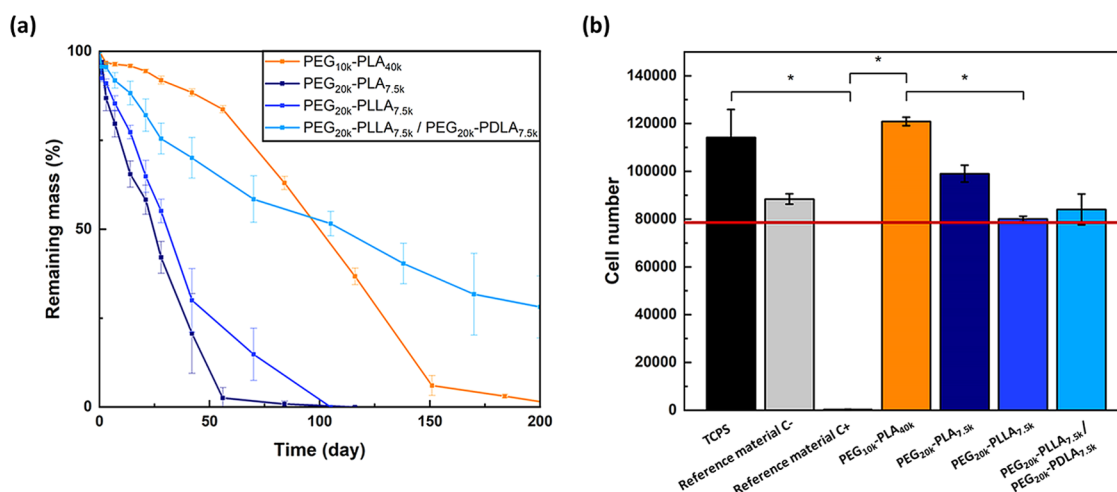 (a)
Remaining mass (%)
100
50
0
0
50
100
150
200
Time (day)
PEG₁₀ₖ-PLA₄₀ₖ
PEG₂₀ₖ-PLA₇.₅ₖ
PEG₂₀ₖ-PLLA₇.₅ₖ
PEG₂₀ₖ-PLLA₇.₅ₖ / PEG₂₀ₖ-PDLA₇.₅ₖ
(b)
Cell number
140000
120000
100000
80000
60000
40000
20000
0
*
*
*
TCPS
Reference material C-
Reference material C+
PEG₁₀ₖ-PLA₄₀ₖ
PEG₂₀ₖ-PLA₇.₅ₖ
PEG₂₀ₖ-PLLA₇.₅ₖ
PEG₂₀ₖ-PLLA₇.₅ₖ/
PEG₂₀ₖ-PDLA₇.₅ₖ